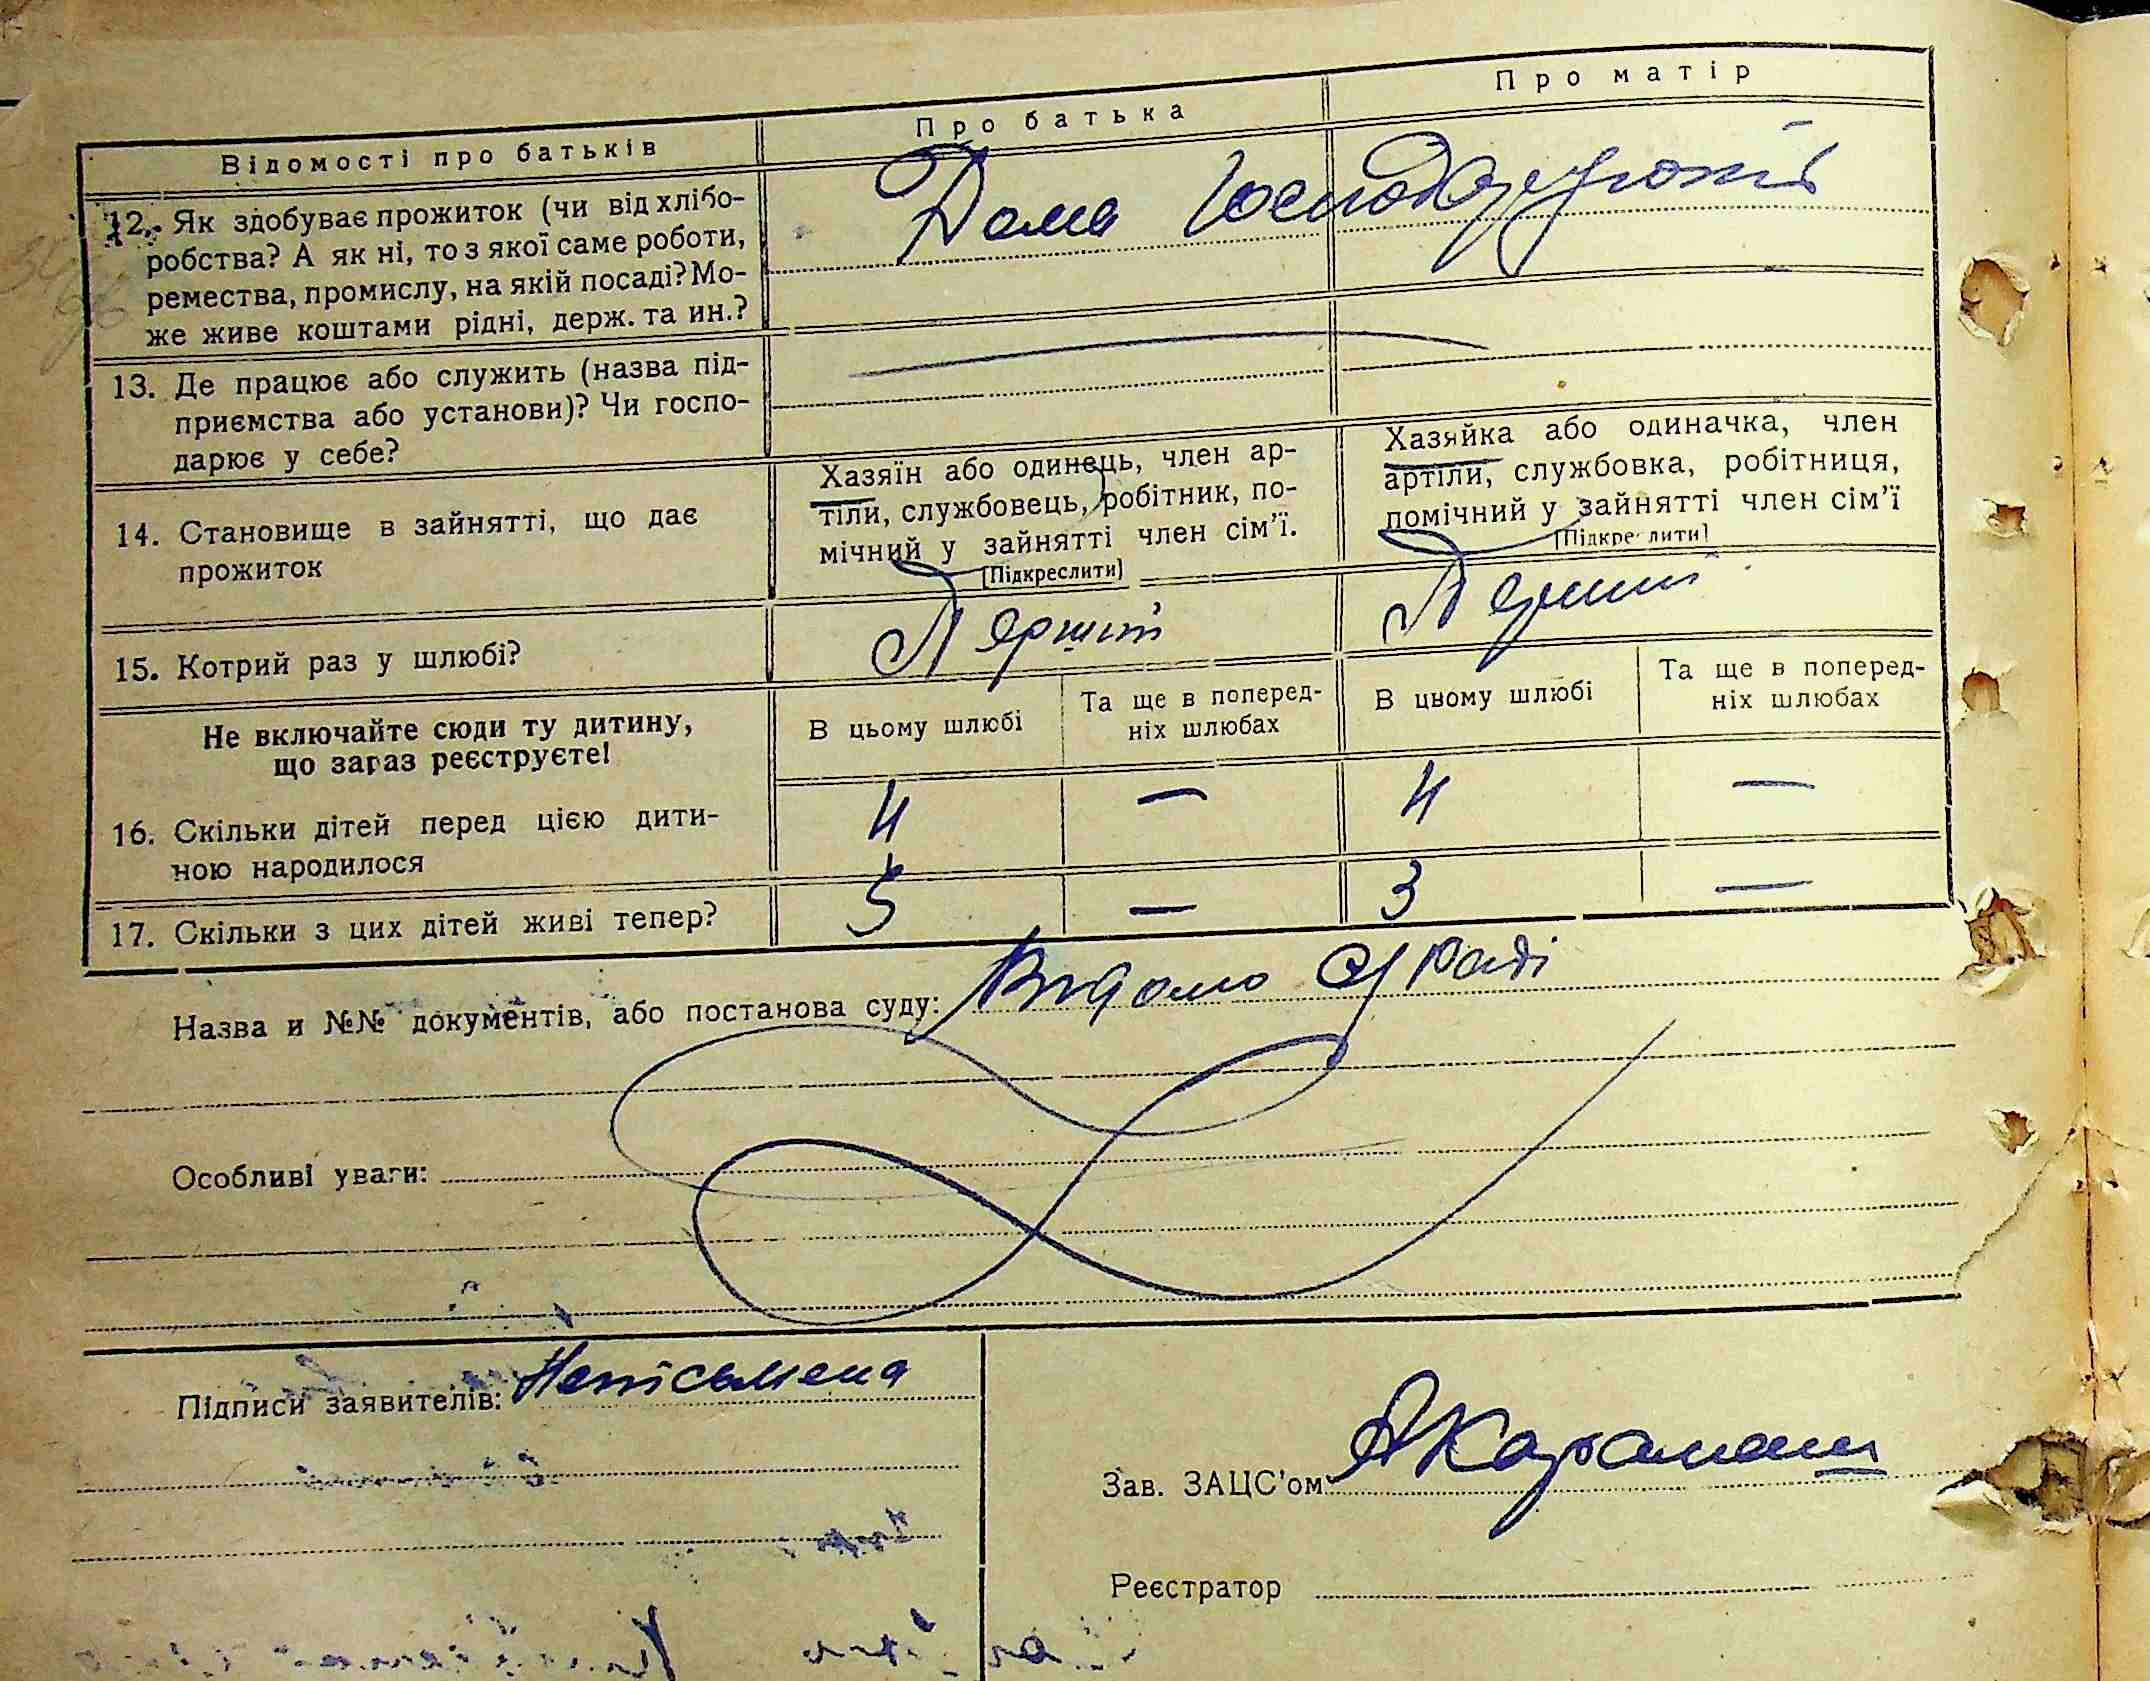 Відомості про батьків
Про батька
Про матір
12. Як здобуває прожиток (чи від хлібо-
робства? А як ні, то з якої саме роботи,
ремества, промислу, на якій посаді? Мо-
же живе коштами рідні, держ. та ин.?
Дома Господарюють
13. Де працює або служить (назва під-
приємства або установи)? Чи госпо-
дарює у себе?
14. Становище в зайнятті, що дає
прожиток
Хазяїн або одинець, член ар-
тіли, службовець, робітник, по-
мічний у зайнятті член сім'ї.
[Підкреслити]
Хазяйка або одиначка, член
артіли, службовка, робітниця,
помічний у зайнятті член сім'ї
[Підкреслити]
15. Котрий раз у шлюбі?
Перший
Перший
Не включайте сюди ту дитину,
що зараз реєструєте!
В цьому шлюбі
Та ще в поперед-
ніх шлюбах
В цьому шлюбі
Та ще в поперед-
ніх шлюбах
16. Скільки дітей перед цією дити-
ною народилося
4 — 4 —
17. Скільки з цих дітей живі тепер?
3 —
Назва и №№ документів, або постанова суду: Відомо С/Раді
Особливі уваги:
Підписи заявителів: Неписьмена
Зав. ЗАЦС'ом
Реєстратор